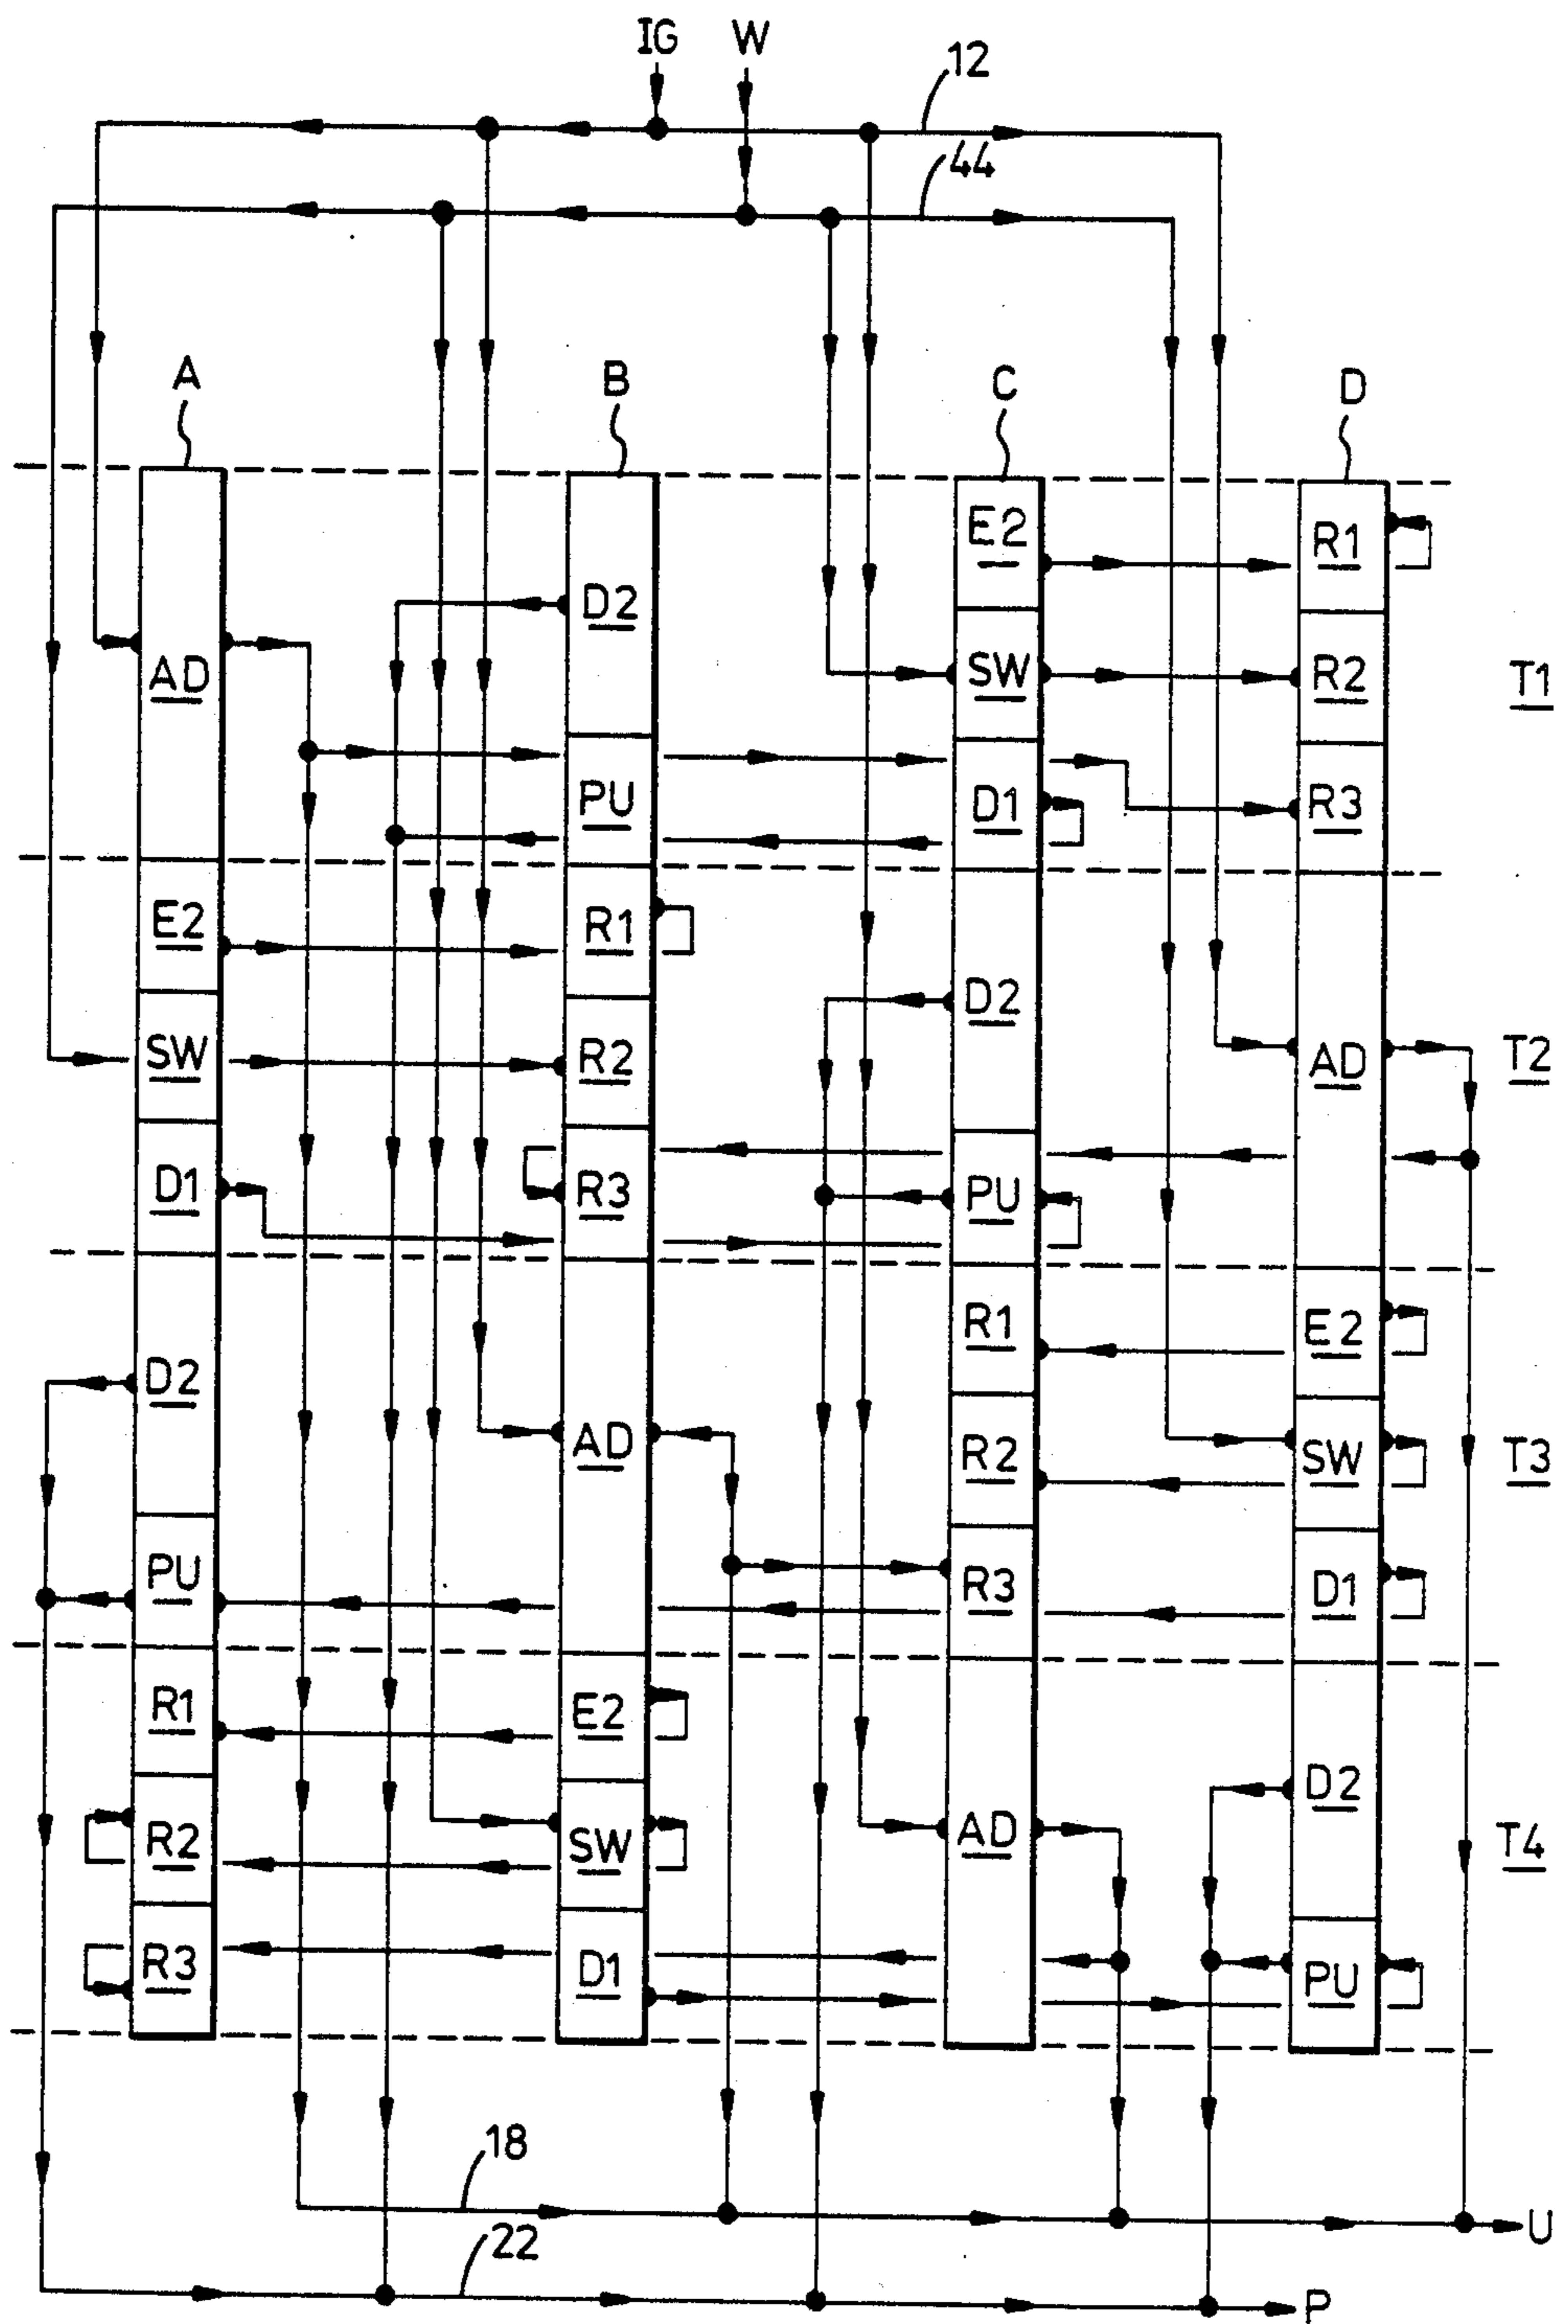 IG W
12
44
A B C D
E2 R1
D2
AD SW R2 T1
PU D1 R3
E2 R1
D2
SW R2 AD T2
D1 R3 PU
R1 E2
D2
AD R2 SW T3
PU R3 D1
R1 E2
D2
R2 SW AD T4
R3 D1 PU
18
U
22
P